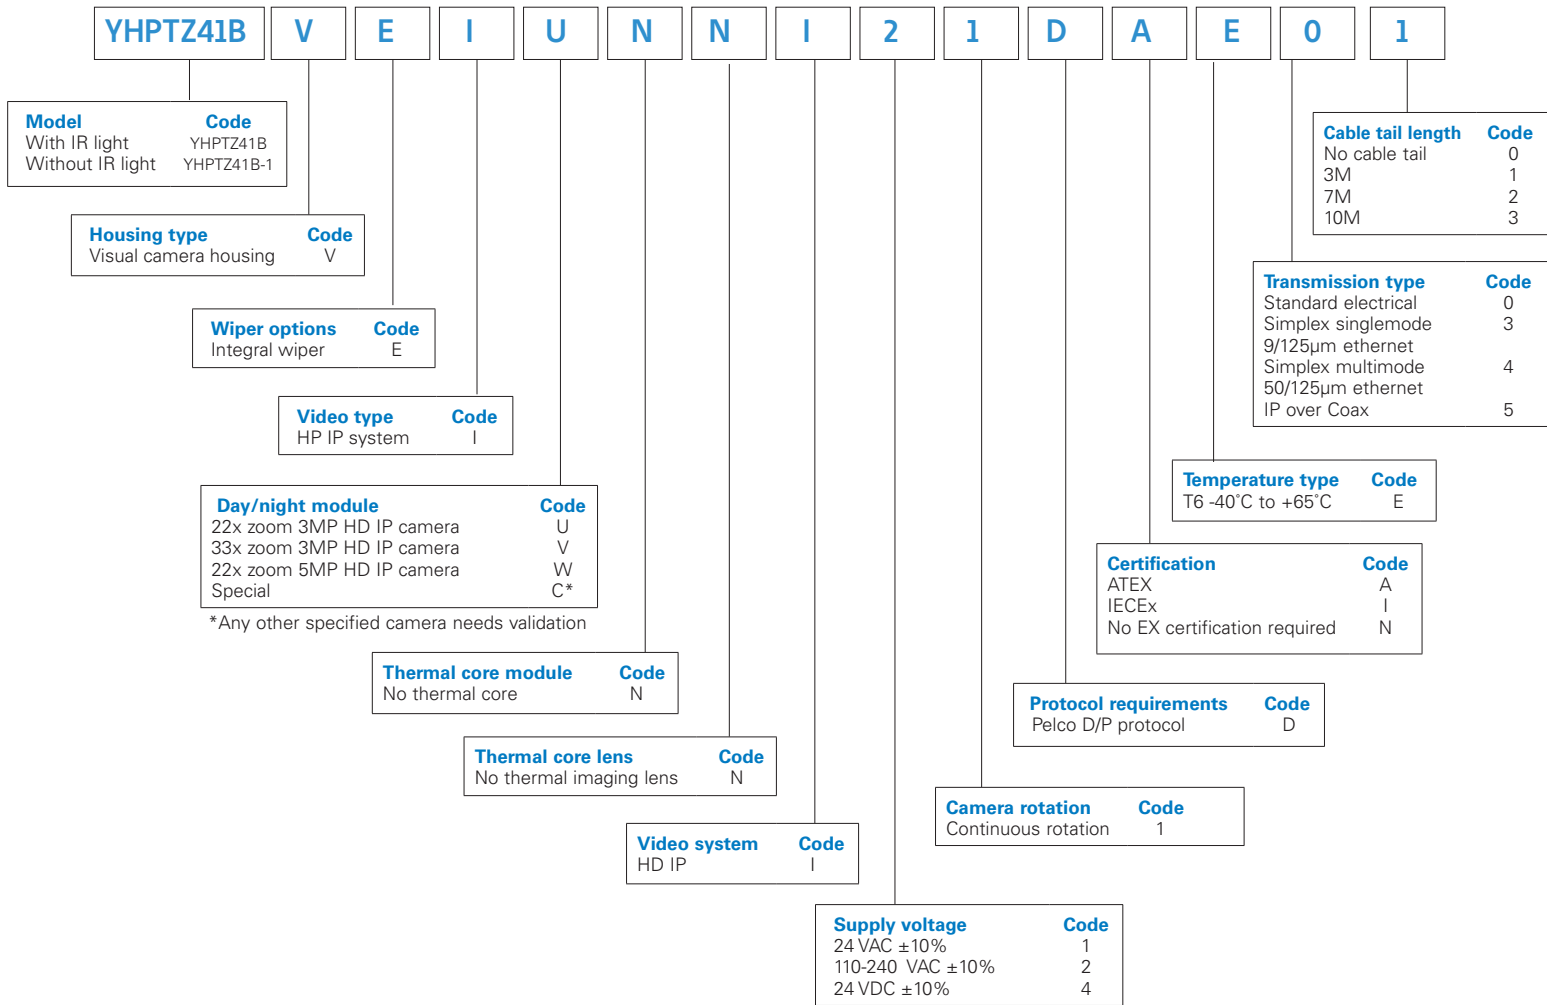 YHPTZ41B V E I U N N I 2 1 D A E 0 1
Model Code
With IR light YHPTZ41B
Without IR light YHPTZ41B-1
Housing type Code
Visual camera housing V
Wiper options Code
Integral wiper E
Video type Code
HP IP system I
Day/night module Code
22x zoom 3MP HD IP camera U
33x zoom 3MP HD IP camera V
22x zoom 5MP HD IP camera W
Special C*
*Any other specified camera needs validation
Thermal core module Code
No thermal core N
Thermal core lens Code
No thermal imaging lens N
Video system Code
HD IP I
Supply voltage Code
24 VAC ±10% 1
110-240 VAC ±10% 2
24 VDC ±10% 4
Camera rotation Code
Continuous rotation 1
Protocol requirements Code
Pelco D/P protocol D
Certification Code
ATEX A
IECEx I
No EX certification required N
Temperature type Code
T6 -40˚C to +65˚C E
Transmission type Code
Standard electrical 0
Simplex singlemode 3
9/125µm ethernet
Simplex multimode 4
50/125µm ethernet
IP over Coax 5
Cable tail length Code
No cable tail 0
3M 1
7M 2
10M 3